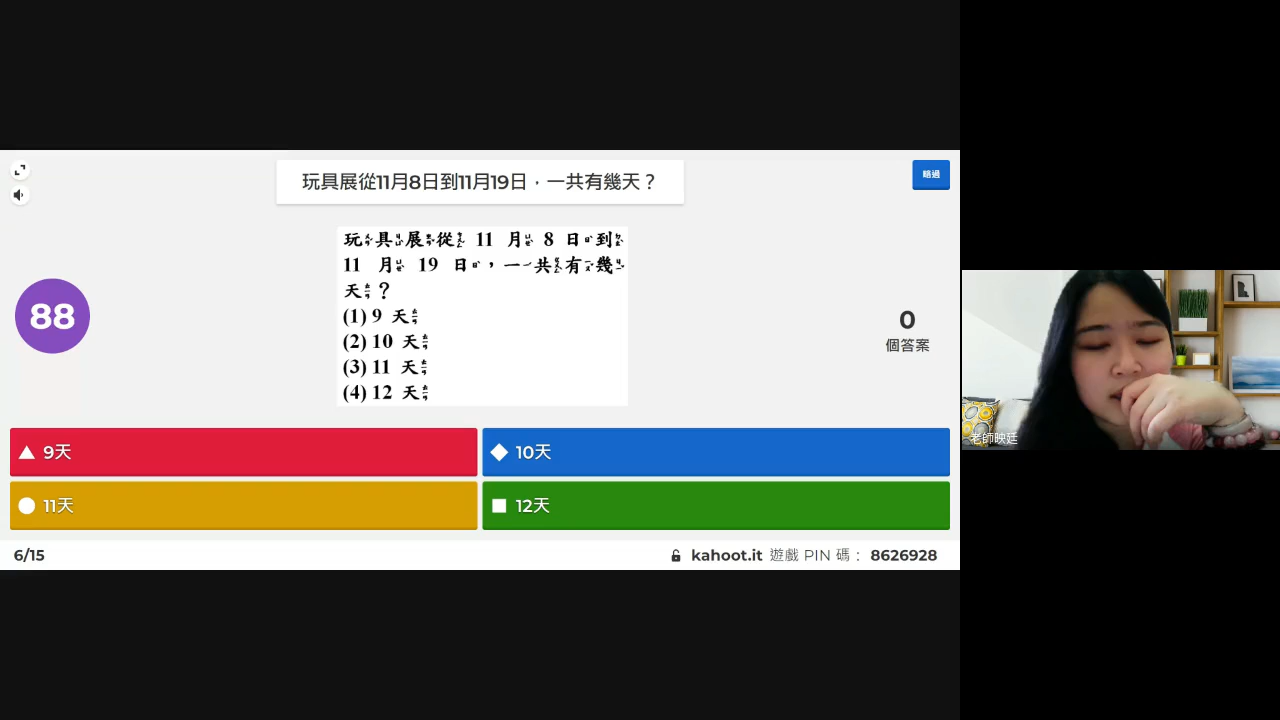 玩具展從11月8日到11月19日，一共有幾天？
略過
玩具展從 11 月 8 日到
11 月 19 日，一共有幾
天？
(1) 9 天
(2) 10 天
(3) 11 天
(4) 12 天
88
0
個答案
9天
10天
11天
12天
6/15
kahoot.it 遊戲 PIN 碼： 8626928
老師映廷